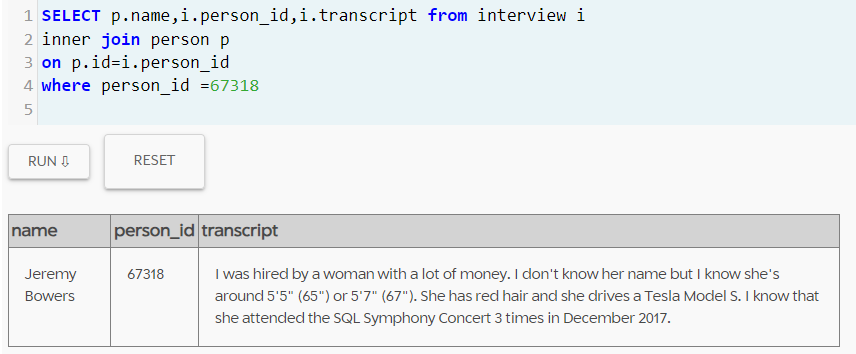 1 SELECT p.name,i.person_id,i.transcript from interview i
2 inner join person p
3 on p.id=i.person_id
4 where person_id =67318
5
RUN ⇩ RESET
name person_id transcript
Jeremy Bowers 67318 I was hired by a woman with a lot of money. I don't know her name but I know she's
around 5'5" (65") or 5'7" (67"). She has red hair and she drives a Tesla Model S. I know that
she attended the SQL Symphony Concert 3 times in December 2017.